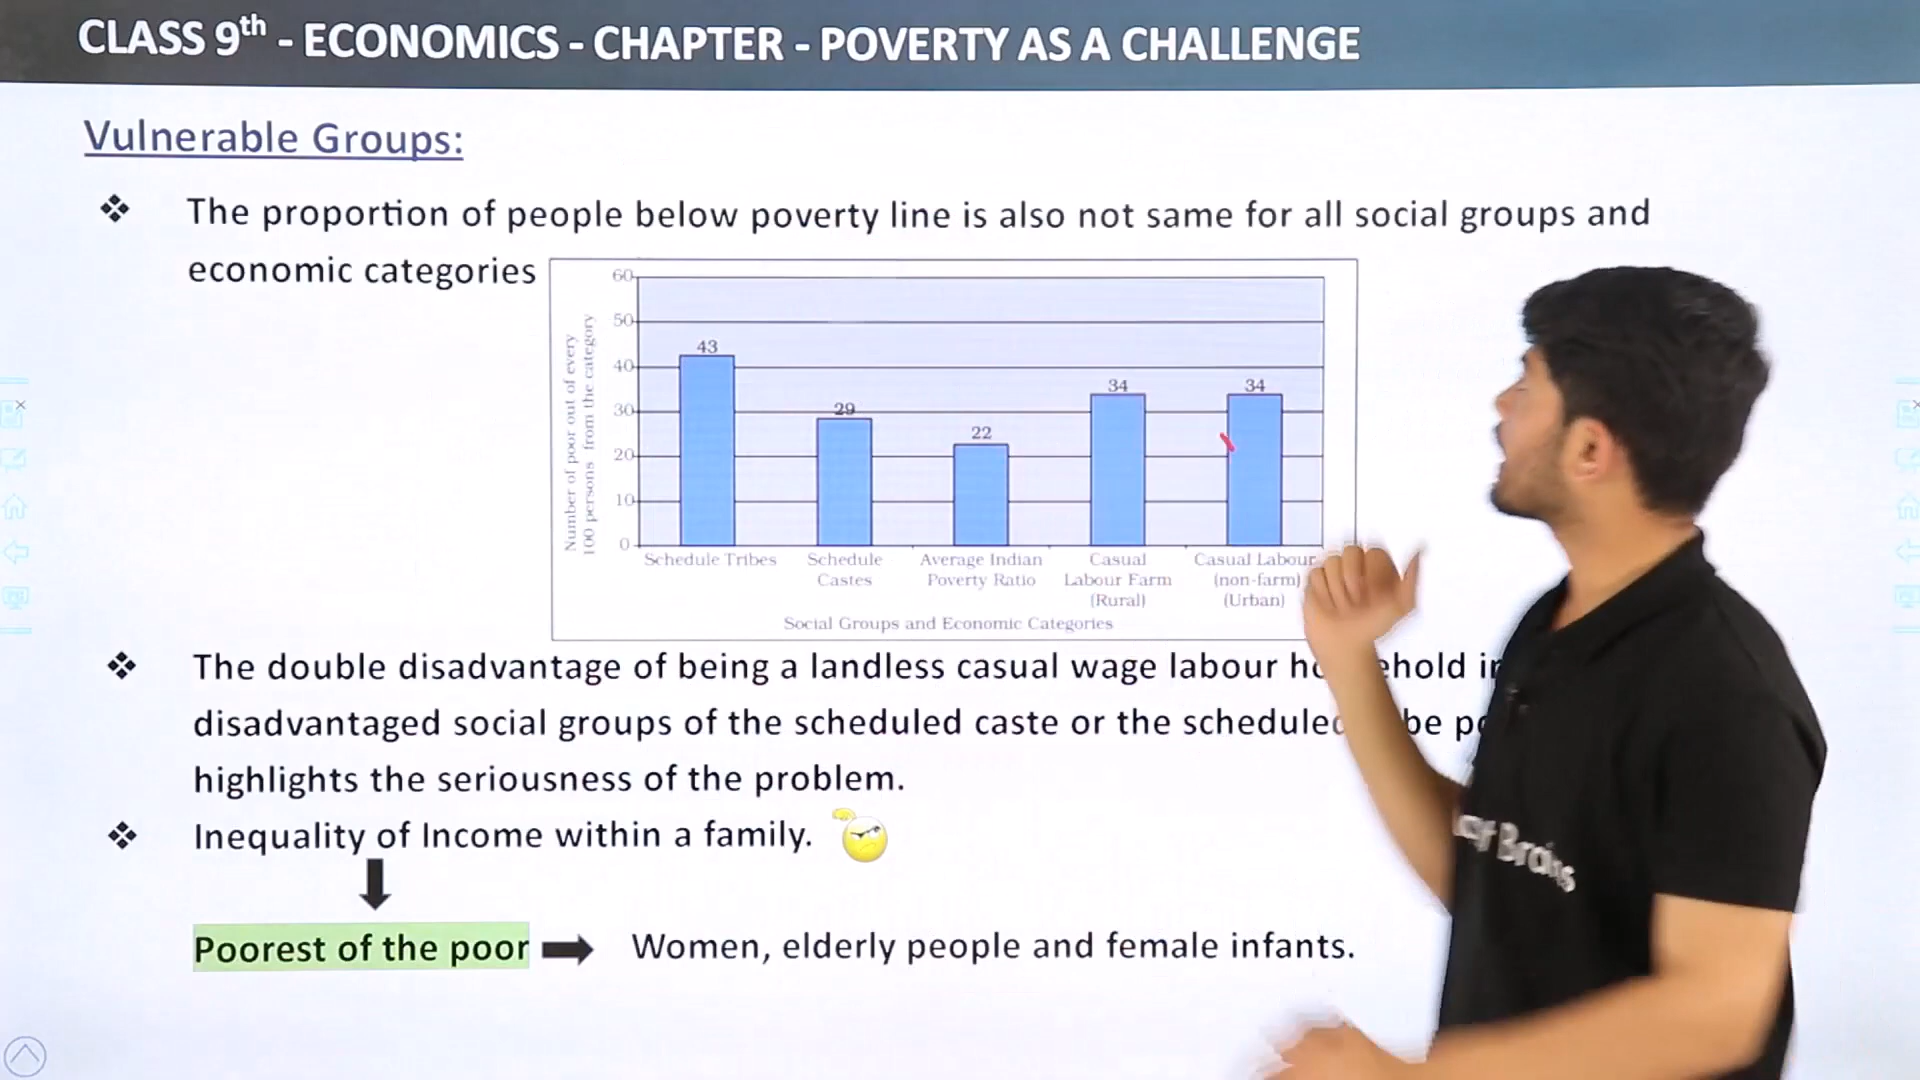 CLASS 9th - ECONOMICS - CHAPTER - POVERTY AS A CHALLENGE
Vulnerable Groups:
The proportion of people below poverty line is also not same for all social groups and
economic categories
Number of poor out of every
100 persons from the category
60
50
40
30
20
10
0
43
29
22
34
34
Schedule Tribes
Schedule
Castes
Average Indian
Poverty Ratio
Casual
Labour Farm
(Rural)
Casual Labour
(non-farm)
(Urban)
Social Groups and Economic Categories
The double disadvantage of being a landless casual wage labour
disadvantaged social groups of the scheduled caste or the scheduled
highlights the seriousness of the problem.
Inequality of Income within a family.
Poorest of the poor
Women, elderly people and female infants.
Brains